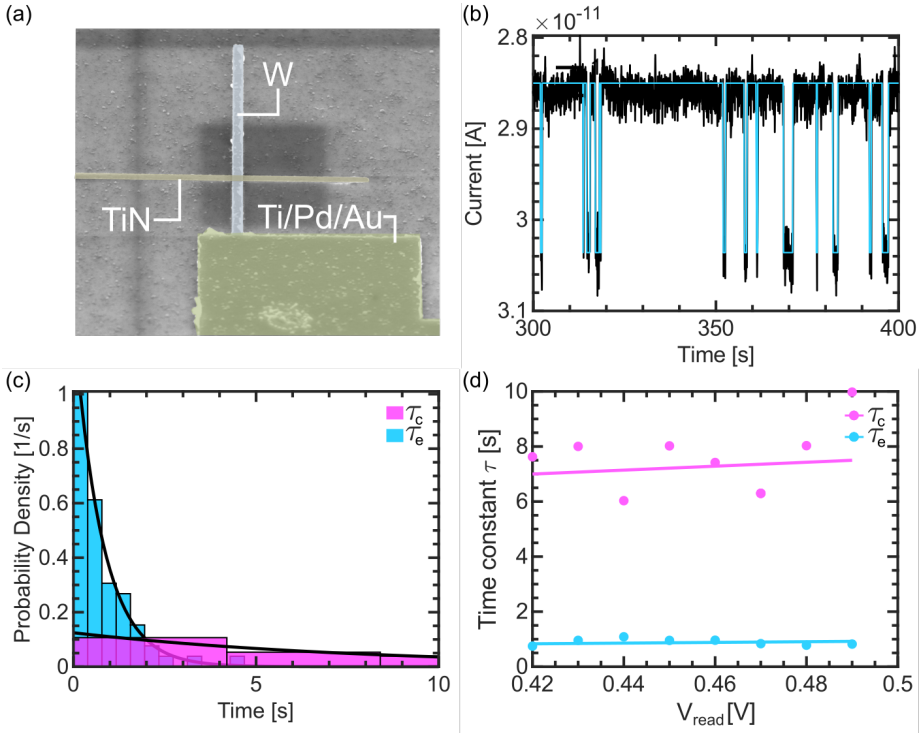 (a)
W
TiN
Ti/Pd/Au
(b)
×10⁻¹¹
2.8
2.9
3
3.1
Current [A]
300
350
400
Time [s]
(c)
1
0.8
0.6
0.4
0.2
0
Probability Density [1/s]
τc
τe
0
5
10
Time [s]
(d)
10
8
6
4
2
0
Time constant τ [s]
τc
τe
0.42
0.44
0.46
0.48
0.5
Vread[V]